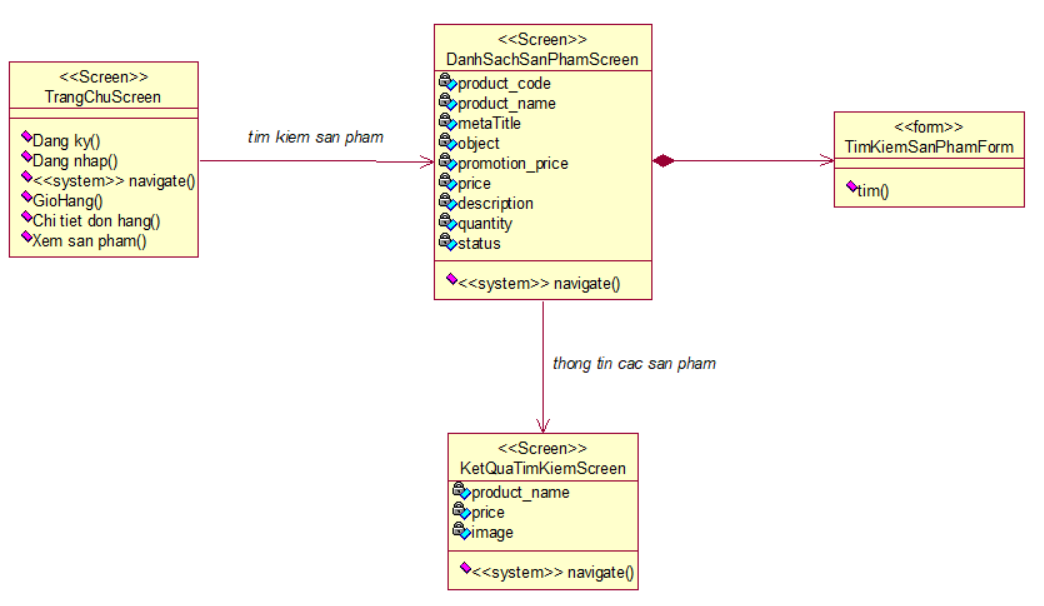 <<Screen>>
TrangChuScreen
Dang ky()
Dang nhap()
<<system>> navigate()
GioHang()
Chi tiet don hang()
Xem san pham()
tim kiem san pham
<<Screen>>
DanhSachSanPhamScreen
product_code
product_name
metaTitle
object
promotion_price
price
description
quantity
status
<<system>> navigate()
<<form>>
TimKiemSanPhamForm
tim()
thong tin cac san pham
<<Screen>>
KetQuaTimKiemScreen
product_name
price
image
<<system>> navigate()